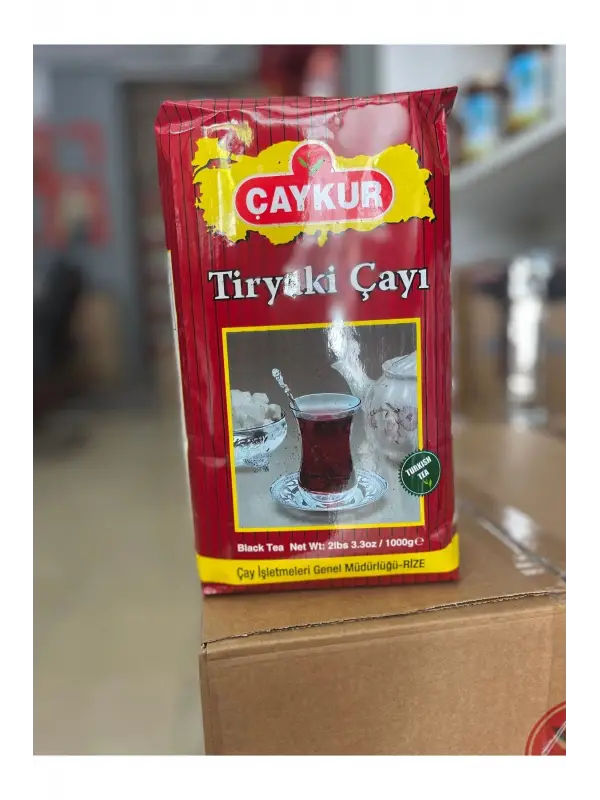 ÇAYKUR
Tiryaki Çayı
TURKISH
TEA
Black Tea Net Wt: 2lbs 3.3oz / 1000g℮
Çay İşletmeleri Genel Müdürlüğü-RİZE